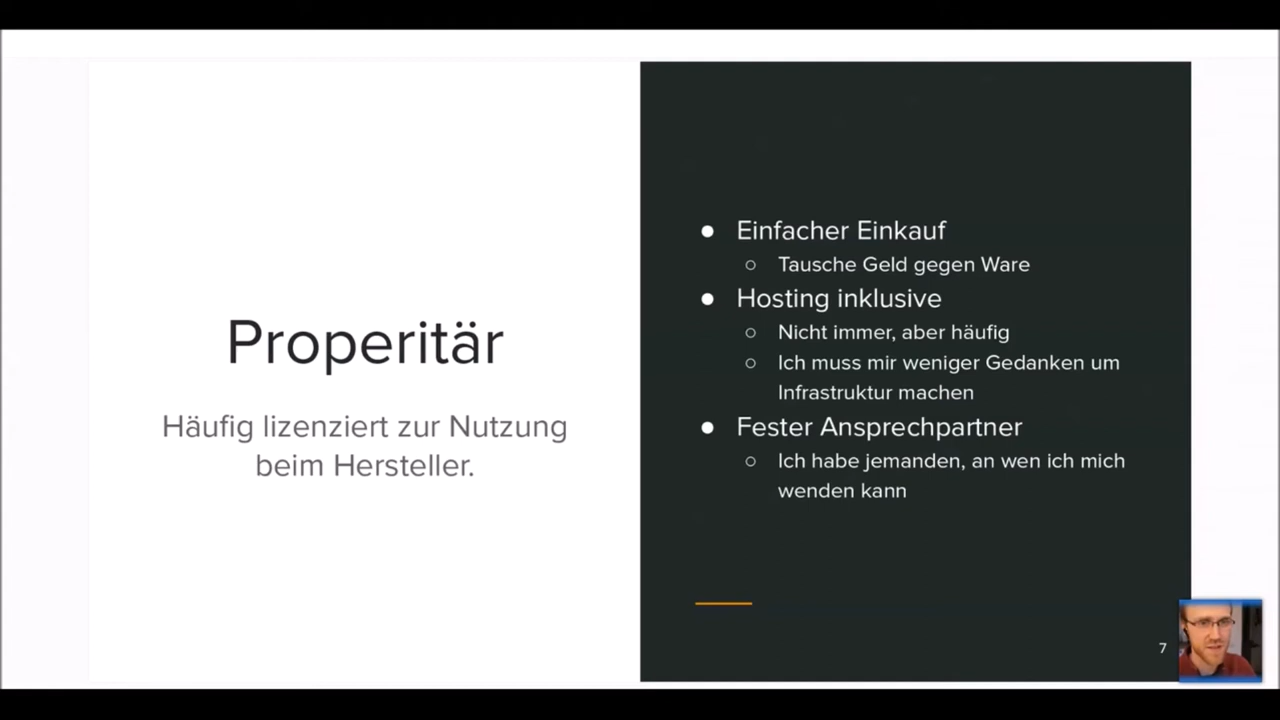 Properitär
Häufig lizenziert zur Nutzung
beim Hersteller.
● Einfacher Einkauf
○ Tausche Geld gegen Ware
● Hosting inklusive
○ Nicht immer, aber häufig
○ Ich muss mir weniger Gedanken um
Infrastruktur machen
● Fester Ansprechpartner
○ Ich habe jemanden, an wen ich mich
wenden kann
7